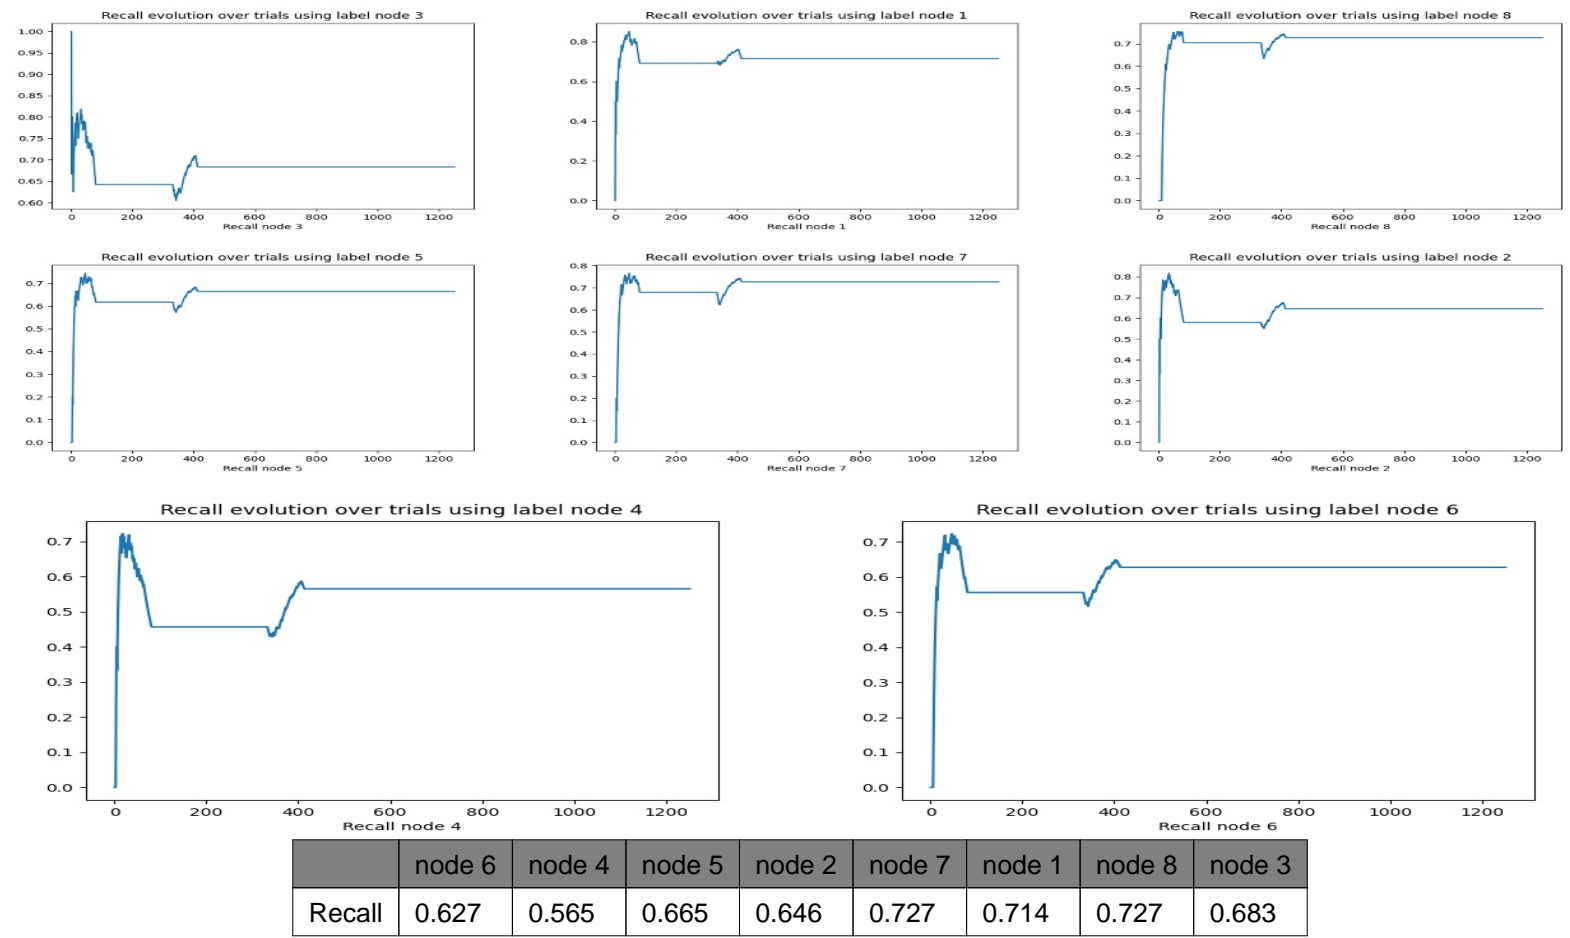 Recall evolution over trials using label node 3
1.00
0.95
0.90
0.85
0.80
0.75
0.70
0.65
0.60
0 200 400 600 800 1000 1200
Recall node 3
Recall evolution over trials using label node 1
0.8
0.6
0.4
0.2
0.0
0 200 400 600 800 1000 1200
Recall node 1
Recall evolution over trials using label node 8
0.7
0.6
0.5
0.4
0.3
0.2
0.1
0.0
0 200 400 600 800 1000 1200
Recall node 8
Recall evolution over trials using label node 5
0.7
0.6
0.5
0.4
0.3
0.2
0.1
0.0
0 200 400 600 800 1000 1200
Recall node 5
Recall evolution over trials using label node 7
0.8
0.7
0.6
0.5
0.4
0.3
0.2
0.1
0.0
0 200 400 600 800 1000 1200
Recall node 7
Recall evolution over trials using label node 2
0.8
0.7
0.6
0.5
0.4
0.3
0.2
0.1
0.0
0 200 400 600 800 1000 1200
Recall node 2
Recall evolution over trials using label node 4
0.7
0.6
0.5
0.4
0.3
0.2
0.1
0.0
0 200 400 600 800 1000 1200
Recall node 4
Recall evolution over trials using label node 6
0.7
0.6
0.5
0.4
0.3
0.2
0.1
0.0
0 200 400 600 800 1000 1200
Recall node 6
node 6 node 4 node 5 node 2 node 7 node 1 node 8 node 3
Recall 0.627 0.565 0.665 0.646 0.727 0.714 0.727 0.683